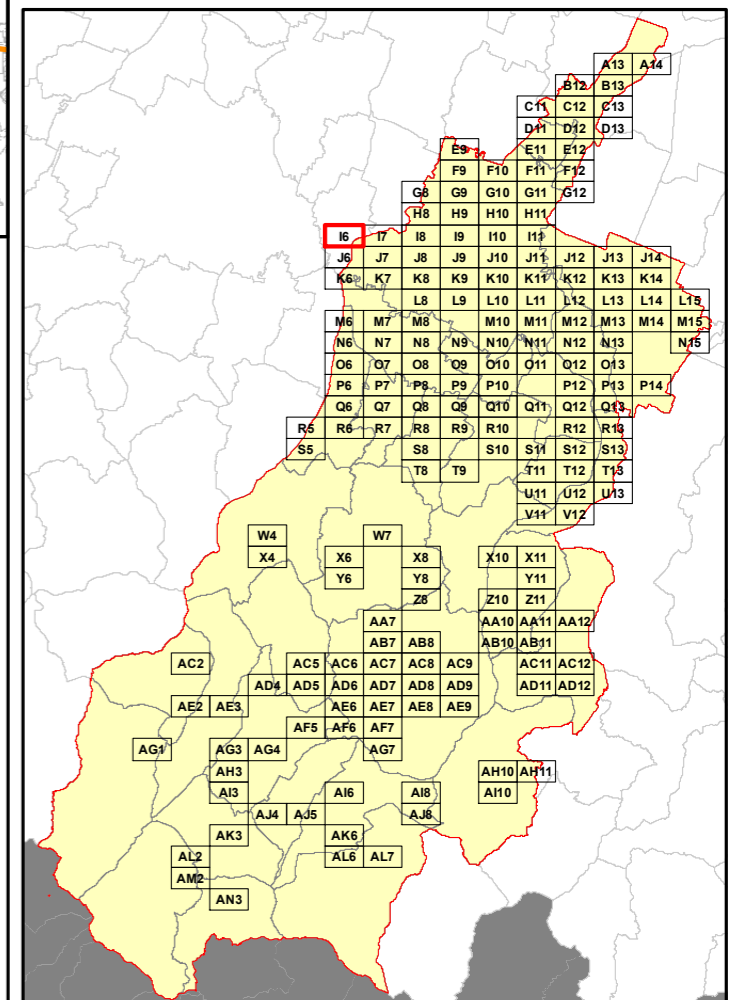 A13 A14
B12 B13
C11 C12 C13
D11 D12 D13
E9 E11 E12
F9 F10 F11 F12
G8 G9 G10 G11 G12
H8 H9 H10 H11
I6 I7 I8 I9 I10 I11
J6 J7 J8 J9 J10 J11 J12 J13 J14
K6 K7 K8 K9 K10 K11 K12 K13 K14
L8 L9 L10 L11 L12 L13 L14 L15
M6 M7 M8 M10 M11 M12 M13 M14 M15
N6 N7 N8 N9 N10 N11 N12 N13 N15
O6 O7 O8 O9 O10 O11 O12 O13
P6 P7 P8 P9 P10 P12 P13 P14
Q6 Q7 Q8 Q9 Q10 Q11 Q12 Q13
R5 R6 R7 R8 R9 R10 R12 R13
S5 S8 S10 S11 S12 S13
T8 T9 T11 T12 T13
U11 U12 U13
V11 V12
W4 W7
X4 X6 X8 X10 X11
Y6 Y8 Y11
Z8 Z10 Z11
AA7 AA10 AA11 AA12
AB7 AB8 AB10 AB11
AC2 AC5 AC6 AC7 AC8 AC9 AC11 AC12
AD4 AD5 AD6 AD7 AD8 AD9 AD11 AD12
AE2 AE3 AE6 AE7 AE8 AE9
AF5 AF6 AF7
AG1 AG3 AG4 AG7
AH3 AH10 AH11
AI3 AI6 AI8 AI10
AJ4 AJ5 AJ8
AK3 AK6
AL2 AL6 AL7
AM2
AN3